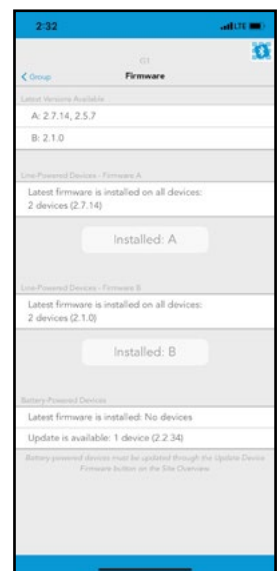 2:32
LTE
G1
Group
Firmware
Latest Versions Available
A: 2.7.14, 2.5.7
B: 2.1.0
Line-Powered Devices - Firmware A
Latest firmware is installed on all devices:
2 devices (2.7.14)
Installed: A
Line-Powered Devices - Firmware B
Latest firmware is installed on all devices:
2 devices (2.1.0)
Installed: B
Battery-Powered Devices
Latest firmware is installed: No devices
Update is available: 1 device (2.2.34)
Battery-powered devices must be updated through the Update Device
Firmware button on the Site Overview